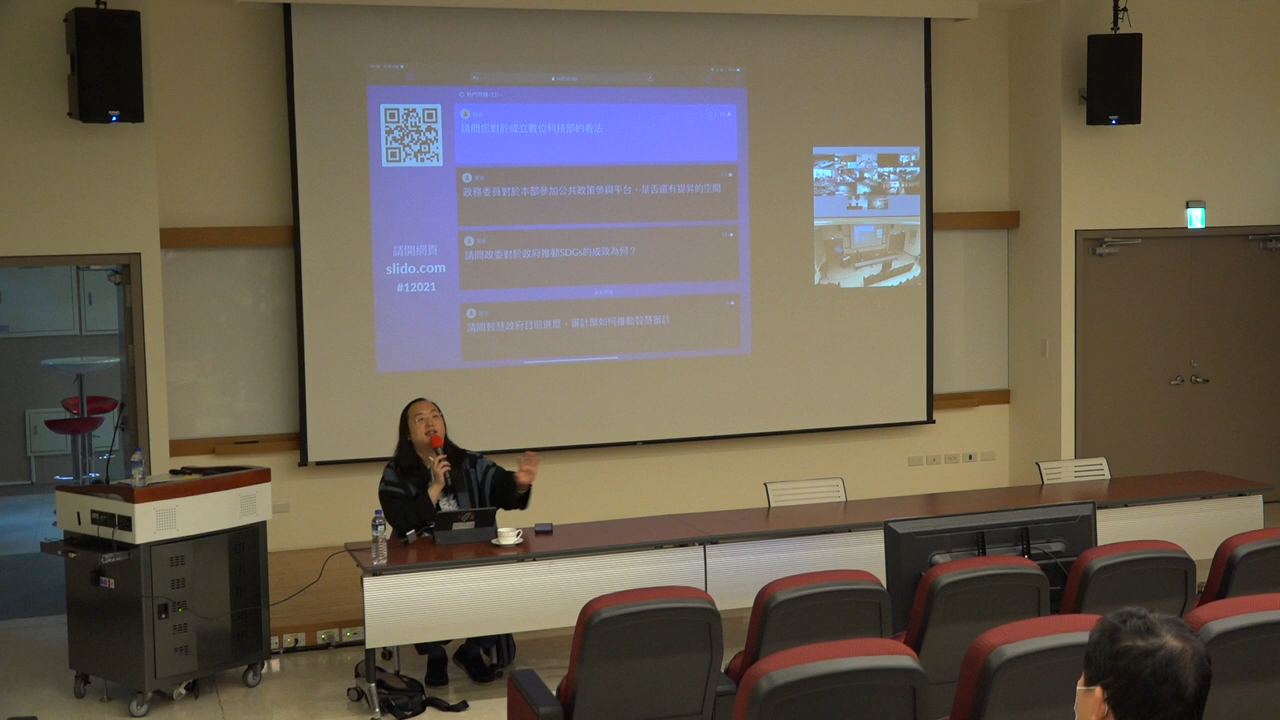 請問您對於成立數位科技部的看法
政務委員對於本部參加公共政策參與平台，是否還有提昇的空間
請問政委對於政府推動SDGs的成效為何？
請問智慧政府目前進度，審計部如何推動智慧審計
請開網頁
slido.com
#12021